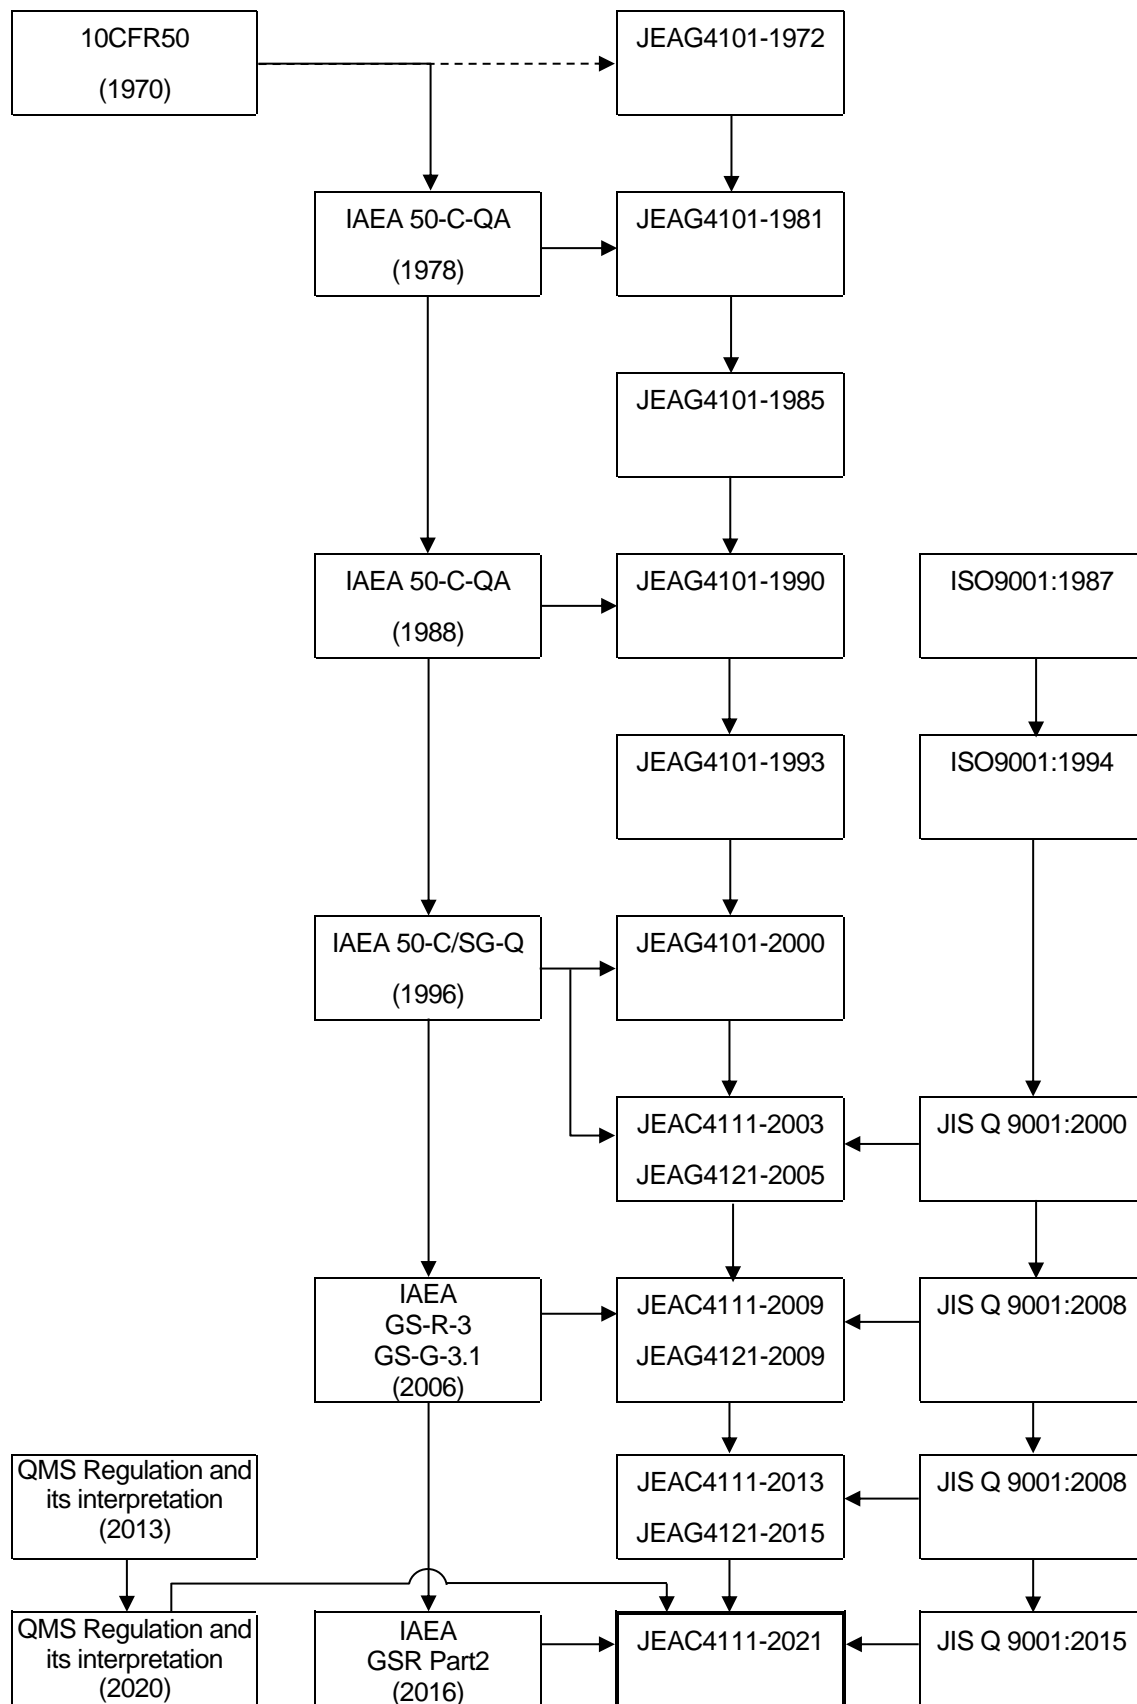 10CFR50
(1970)
JEAG4101-1972
IAEA 50-C-QA
(1978)
JEAG4101-1981
JEAG4101-1985
IAEA 50-C-QA
(1988)
JEAG4101-1990
ISO9001:1987
JEAG4101-1993
ISO9001:1994
IAEA 50-C/SG-Q
(1996)
JEAG4101-2000
JEAC4111-2003
JEAG4121-2005
JIS Q 9001:2000
IAEA
GS-R-3
GS-G-3.1
(2006)
JEAC4111-2009
JEAG4121-2009
JIS Q 9001:2008
QMS Regulation and
its interpretation
(2013)
JEAC4111-2013
JEAG4121-2015
JIS Q 9001:2008
QMS Regulation and
its interpretation
(2020)
IAEA
GSR Part2
(2016)
JEAC4111-2021
JIS Q 9001:2015